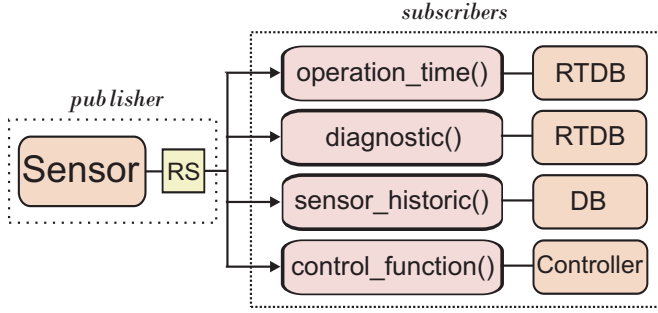 subscribers
publisher
operation_time()
RTDB
diagnostic()
RTDB
Sensor
RS
sensor_historic()
DB
control_function()
Controller